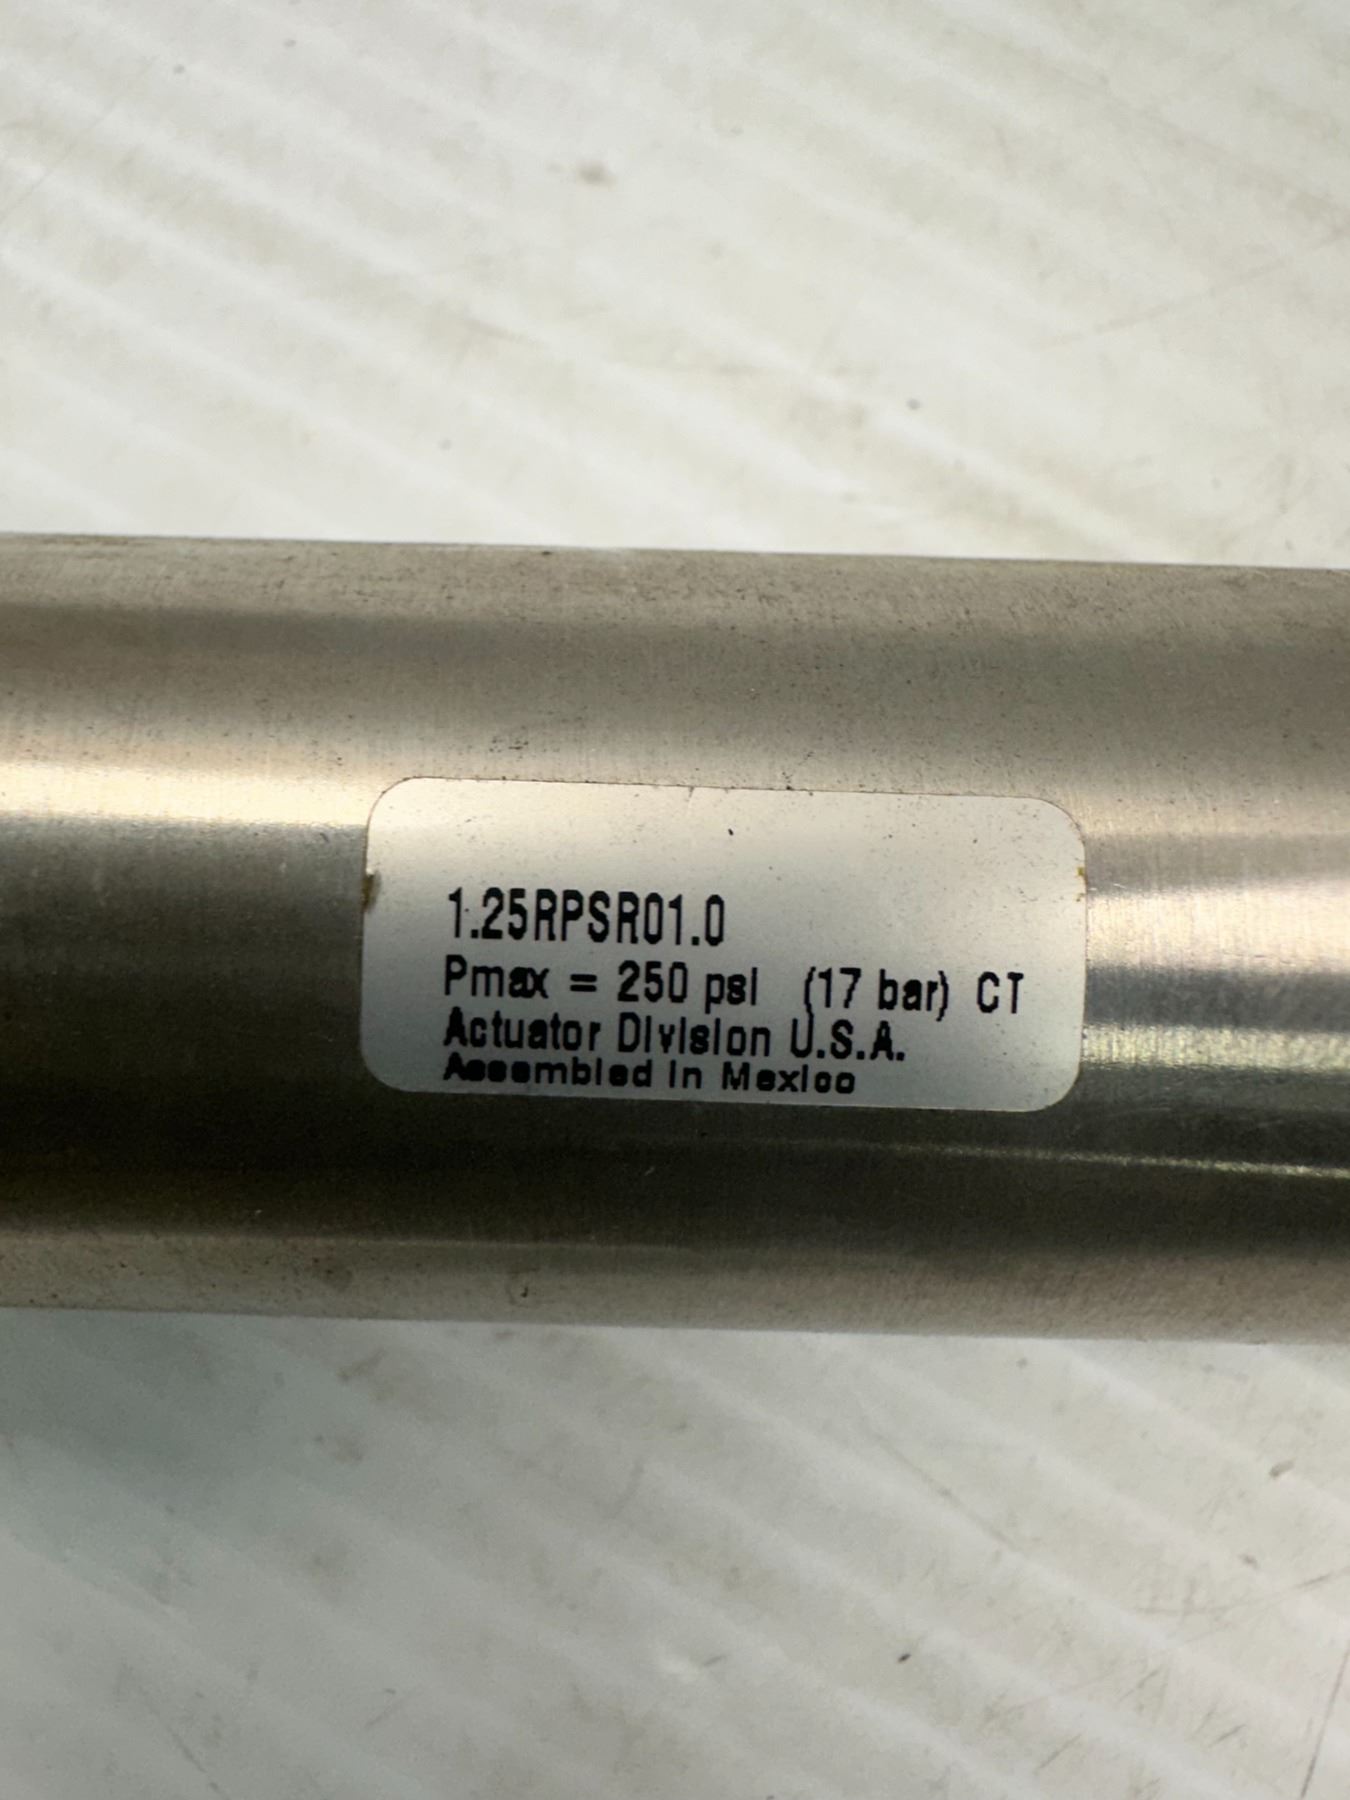 1.25RPSR01.0
Pmax = 250 psi (17 bar) CT
Actuator Division U.S.A.
Assembled in Mexico